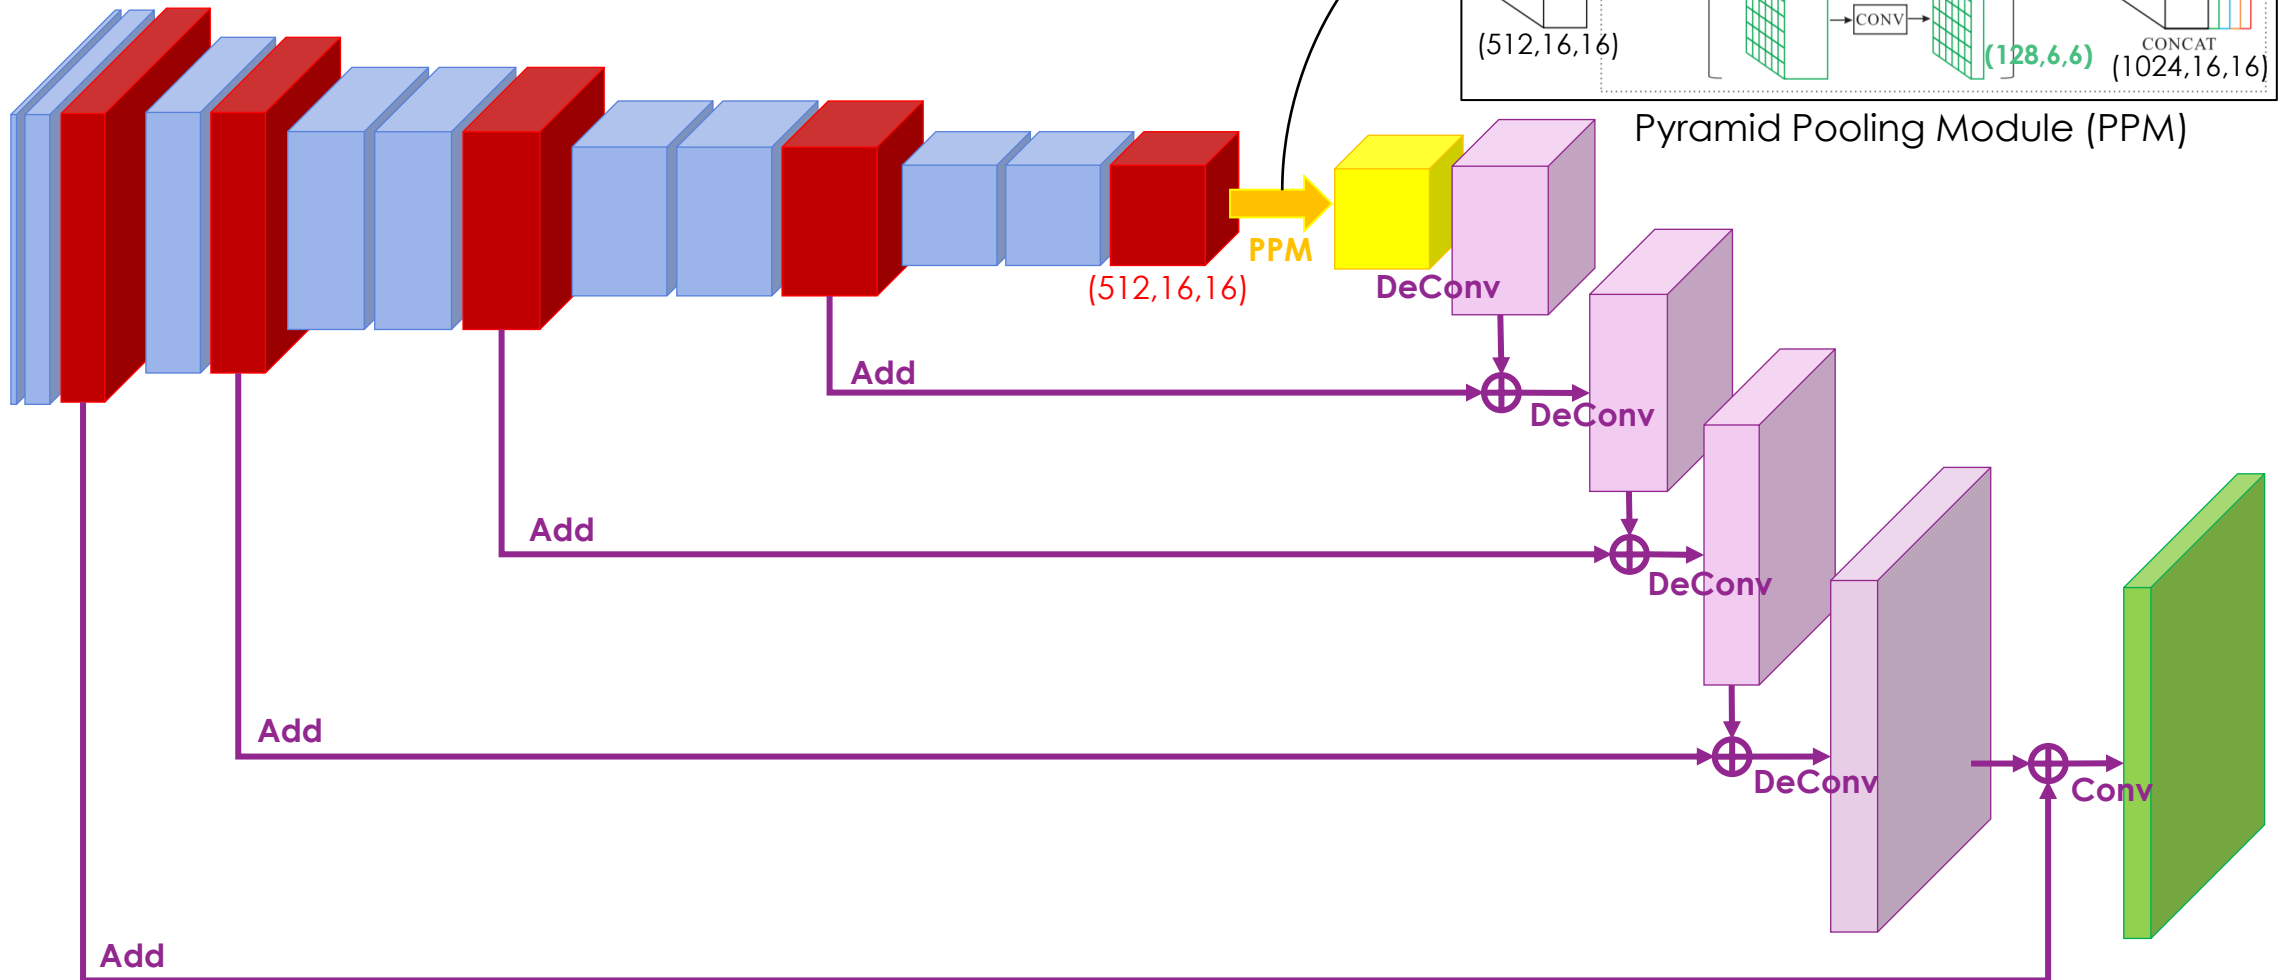 (512,16,16)
CONV
(128,6,6)
CONCAT
(1024,16,16)
Pyramid Pooling Module (PPM)
PPM
(512,16,16)
DeConv
Add
DeConv
Add
DeConv
Add
DeConv
Conv
Add